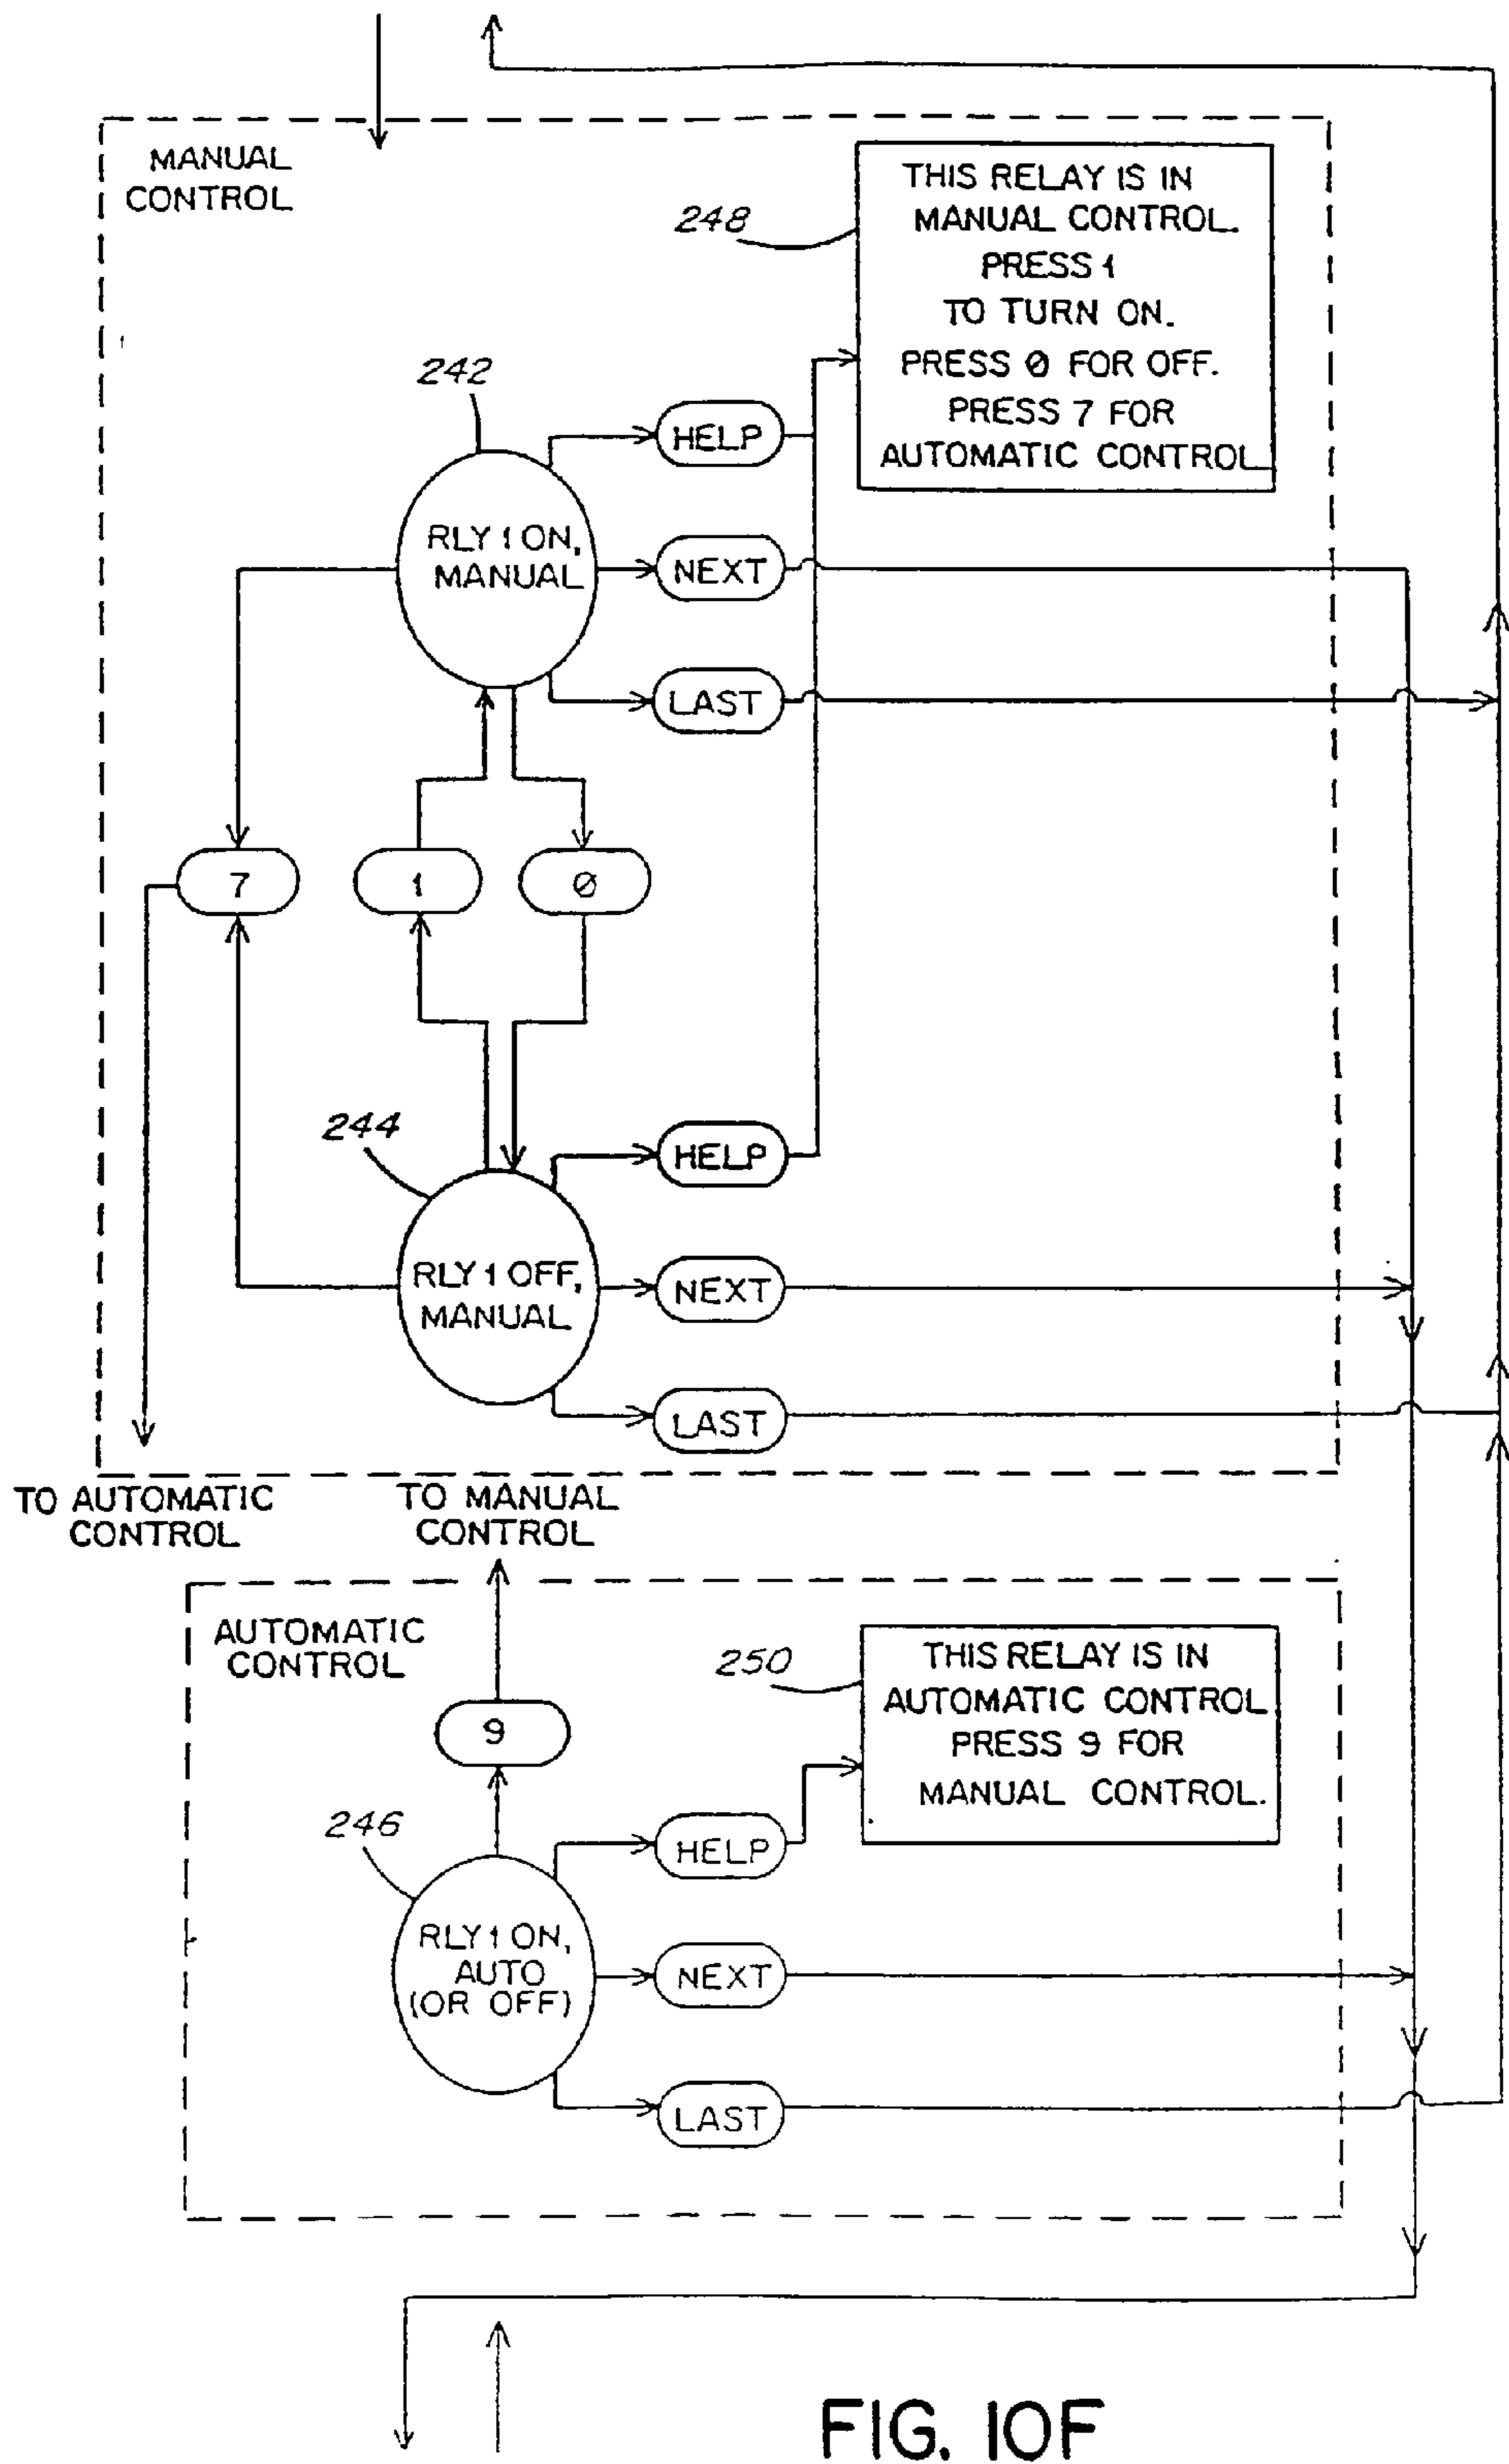 MANUAL
CONTROL
248
THIS RELAY IS IN
MANUAL CONTROL.
PRESS 1
TO TURN ON.
PRESS 0 FOR OFF.
PRESS 7 FOR
AUTOMATIC CONTROL
242
HELP
RLY 1 ON,
MANUAL
NEXT
LAST
7
1
0
244
HELP
RLY 1 OFF,
MANUAL
NEXT
LAST
TO AUTOMATIC
CONTROL
TO MANUAL
CONTROL
AUTOMATIC
CONTROL
250
THIS RELAY IS IN
AUTOMATIC CONTROL
PRESS 9 FOR
MANUAL CONTROL.
9
246
HELP
RLY 1 ON,
AUTO
(OR OFF)
NEXT
LAST
FIG. 10F